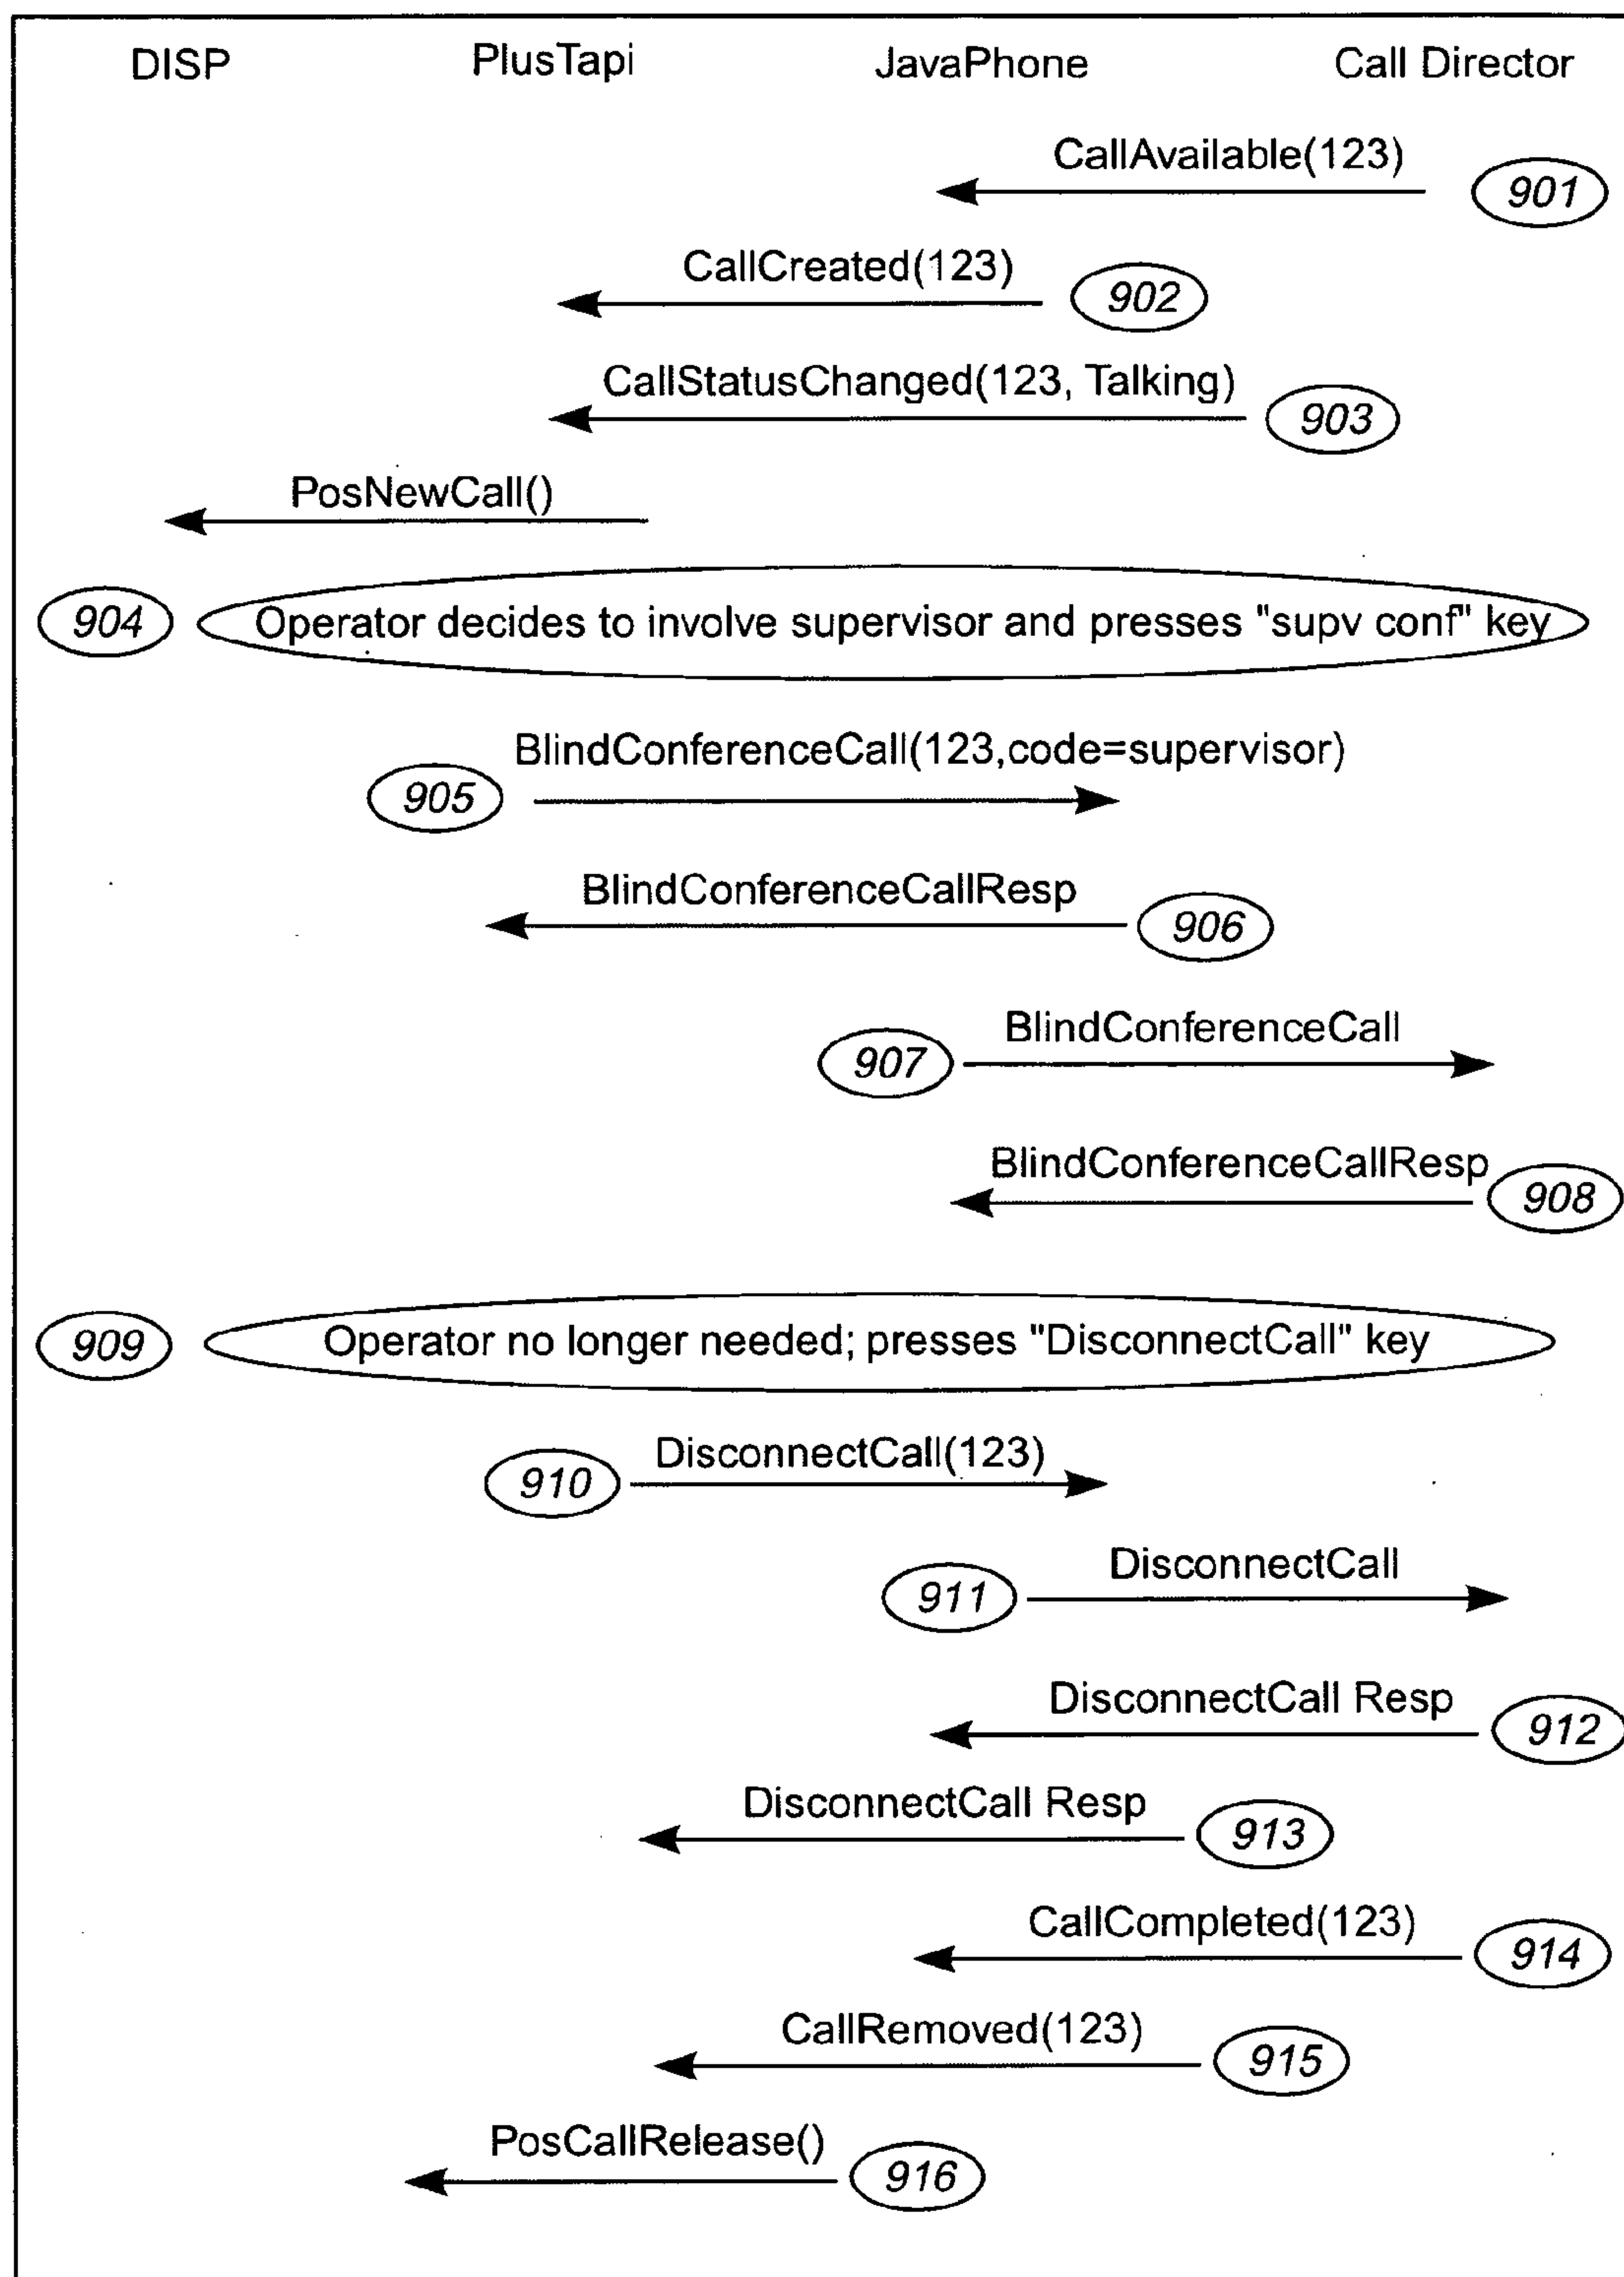 DISP PlusTapi JavaPhone Call Director
CallAvailable(123)
901
CallCreated(123)
902
CallStatusChanged(123, Talking)
903
PosNewCall()
904 Operator decides to involve supervisor and presses "supv conf" key
BlindConferenceCall(123,code=supervisor)
905
BlindConferenceCallResp
906
BlindConferenceCall
907
BlindConferenceCallResp
908
909 Operator no longer needed; presses "DisconnectCall" key
DisconnectCall(123)
910
DisconnectCall
911
DisconnectCall Resp
912
DisconnectCall Resp
913
CallCompleted(123)
914
CallRemoved(123)
915
PosCallRelease()
916